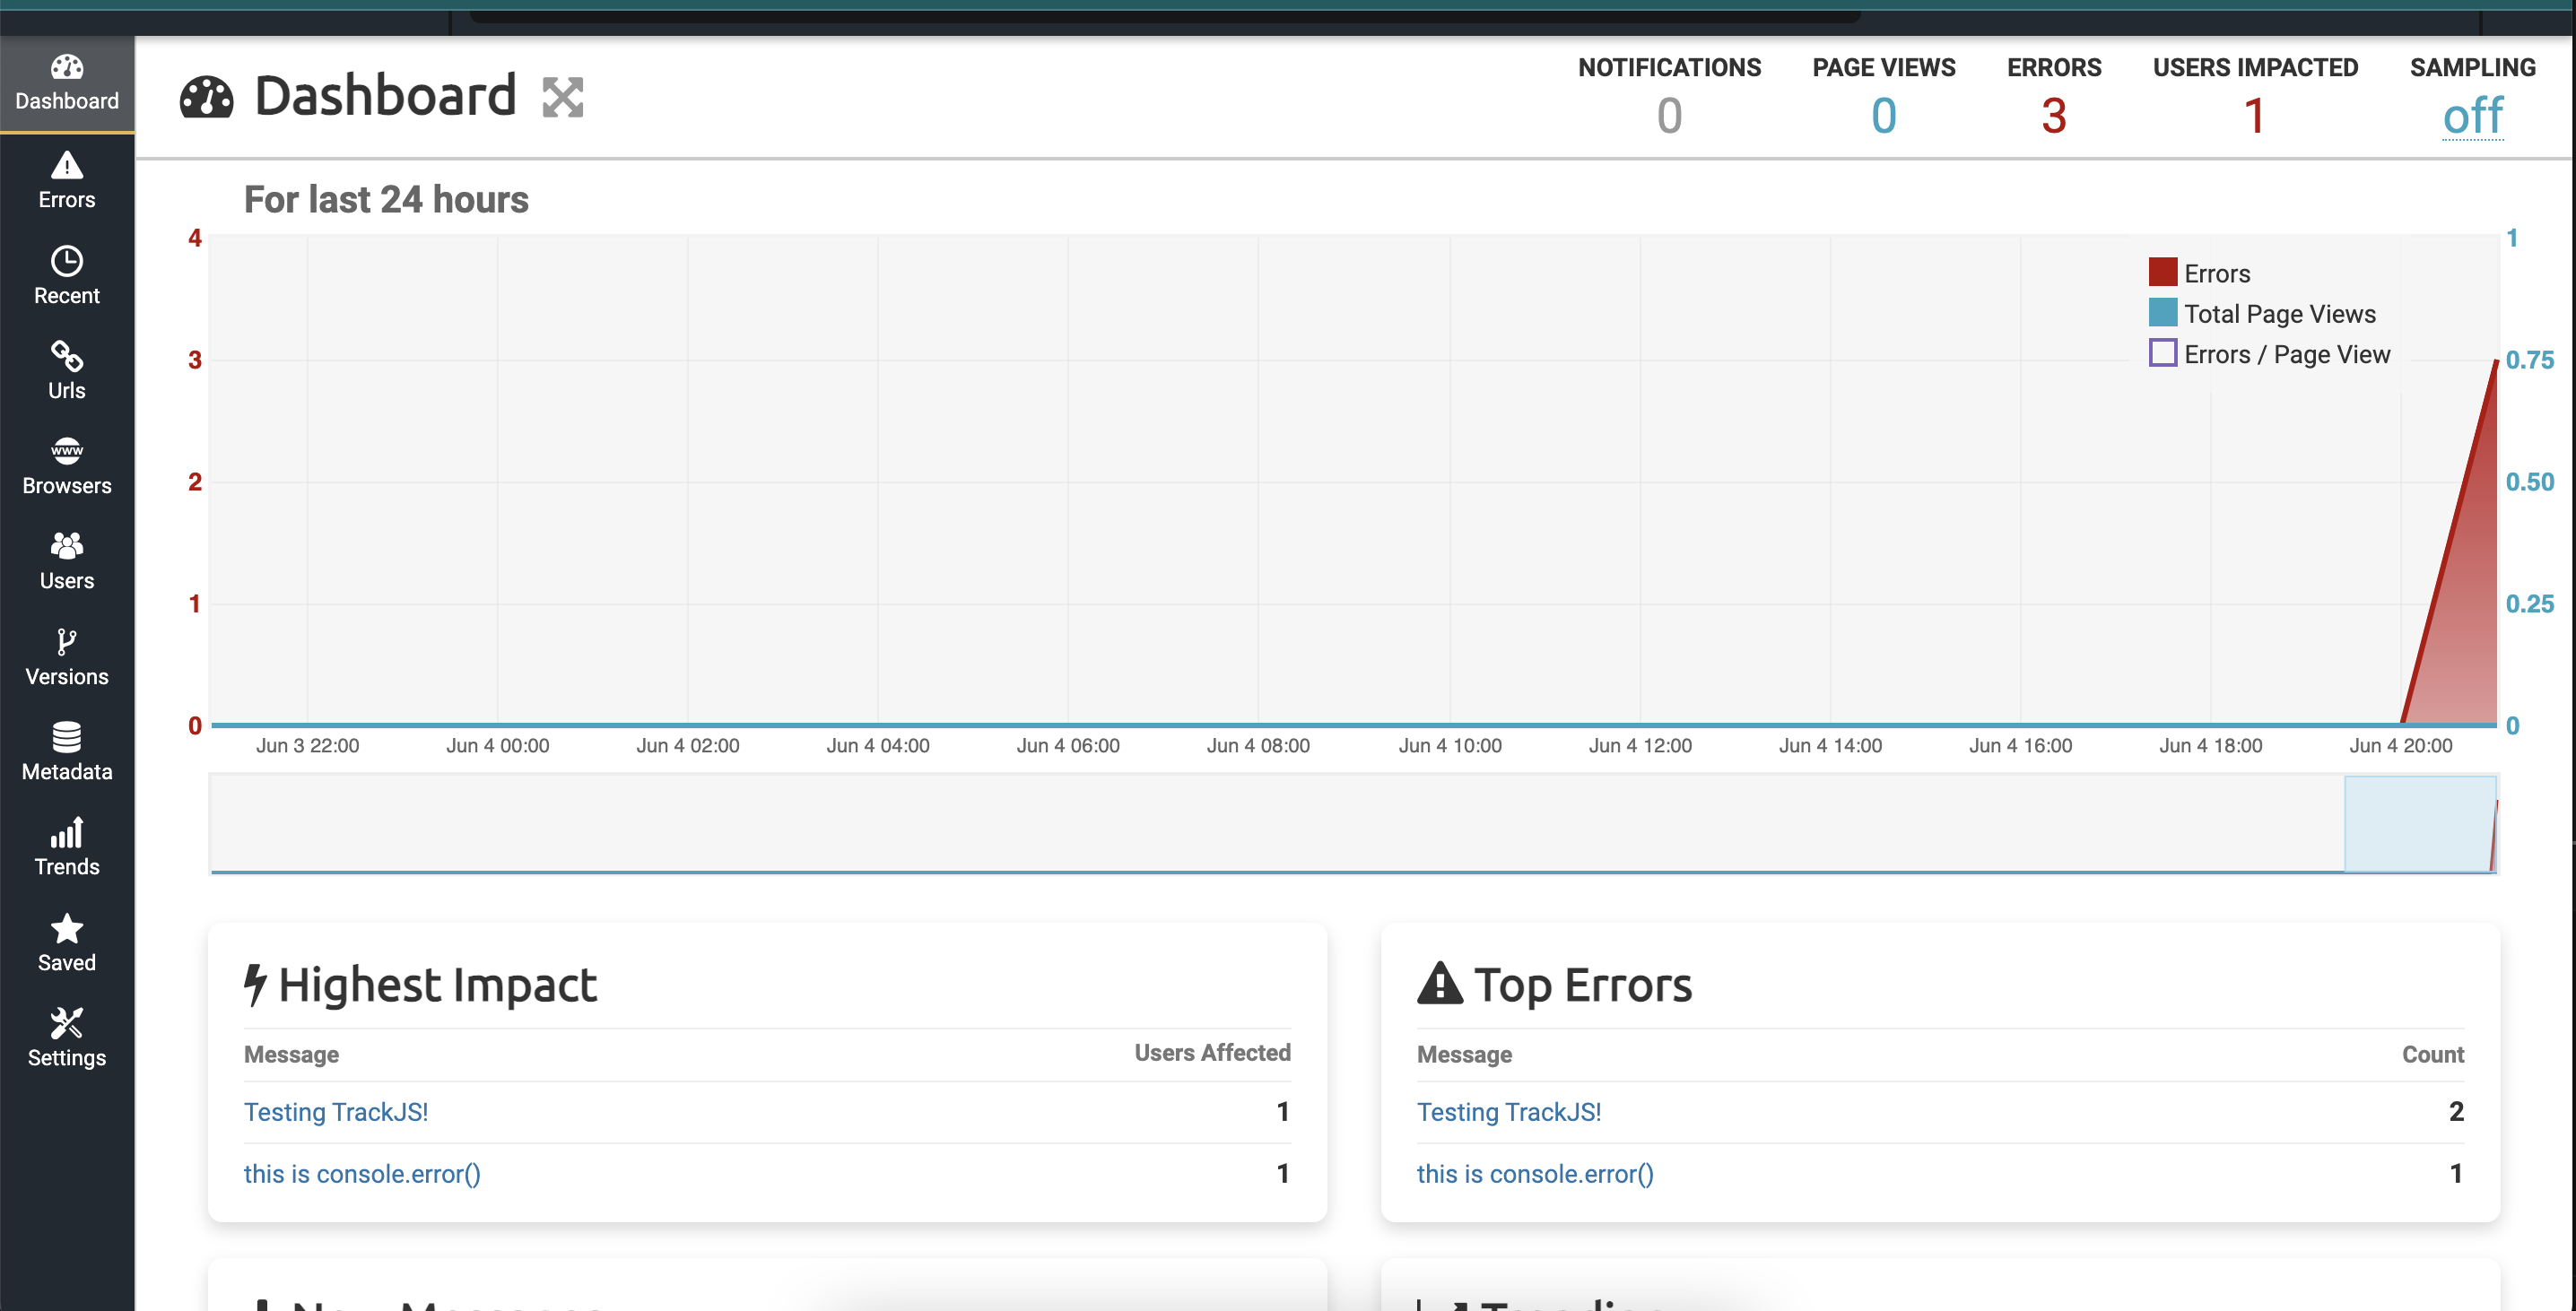 Dashboard
Errors
Recent
Urls
www
Browsers
Users
Versions
Metadata
Trends
Saved
Settings
Dashboard
NOTIFICATIONS PAGE VIEWS ERRORS USERS IMPACTED SAMPLING
0 0 3 1 off
For last 24 hours
4 1
Errors
Total Page Views
Errors / Page View
3 0.75
2 0.50
1 0.25
0 0
Jun 3 22:00 Jun 4 00:00 Jun 4 02:00 Jun 4 04:00 Jun 4 06:00 Jun 4 08:00 Jun 4 10:00 Jun 4 12:00 Jun 4 14:00 Jun 4 16:00 Jun 4 18:00 Jun 4 20:00
Highest Impact
Message Users Affected
Testing TrackJS! 1
this is console.error() 1
Top Errors
Message Count
Testing TrackJS! 2
this is console.error() 1